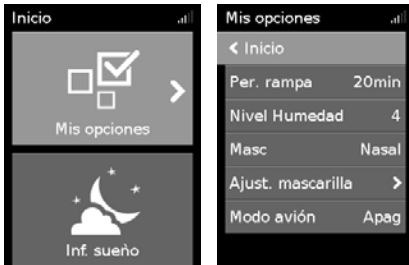 Inicio
Mis opciones
Inf. sueño
Mis opciones
< Inicio
Per. rampa 20min
Nivel Humedad 4
Masc Nasal
Ajust. mascarilla >
Modo avión Apag